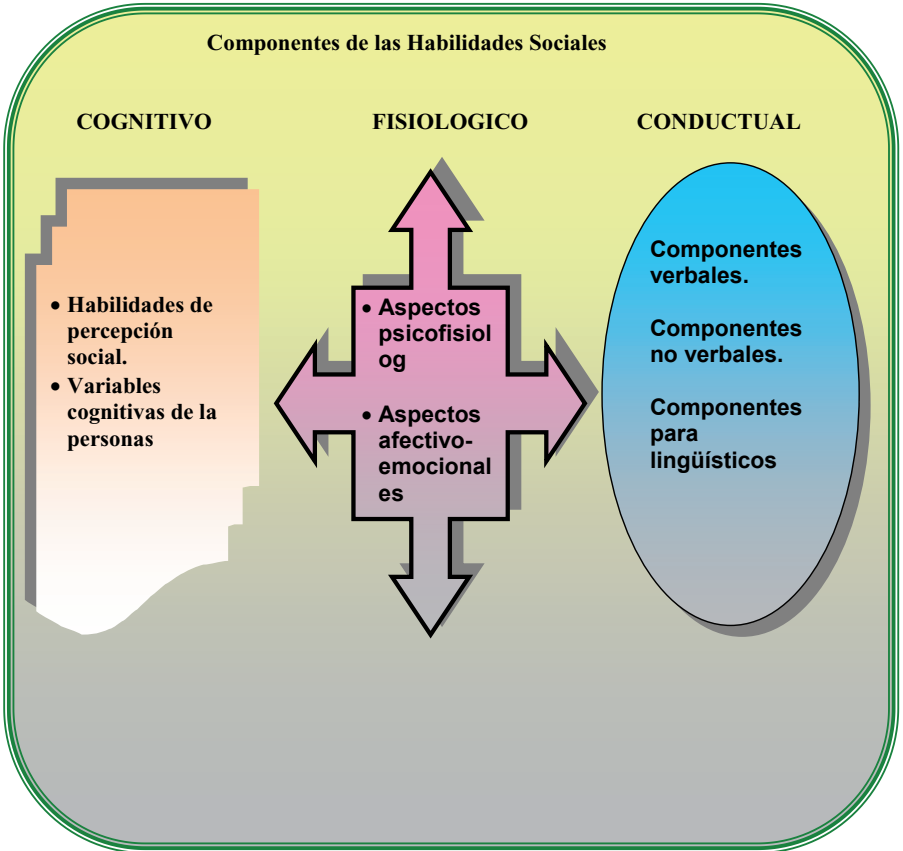 Componentes de las Habilidades Sociales
COGNITIVO
FISIOLOGICO
CONDUCTUAL
• Habilidades de
percepción
social.
• Variables
cognitivas de la
personas
• Aspectos
psicofisiol
og
• Aspectos
afectivo-
emocional
es
Componentes
verbales.
Componentes
no verbales.
Componentes
para
lingüísticos